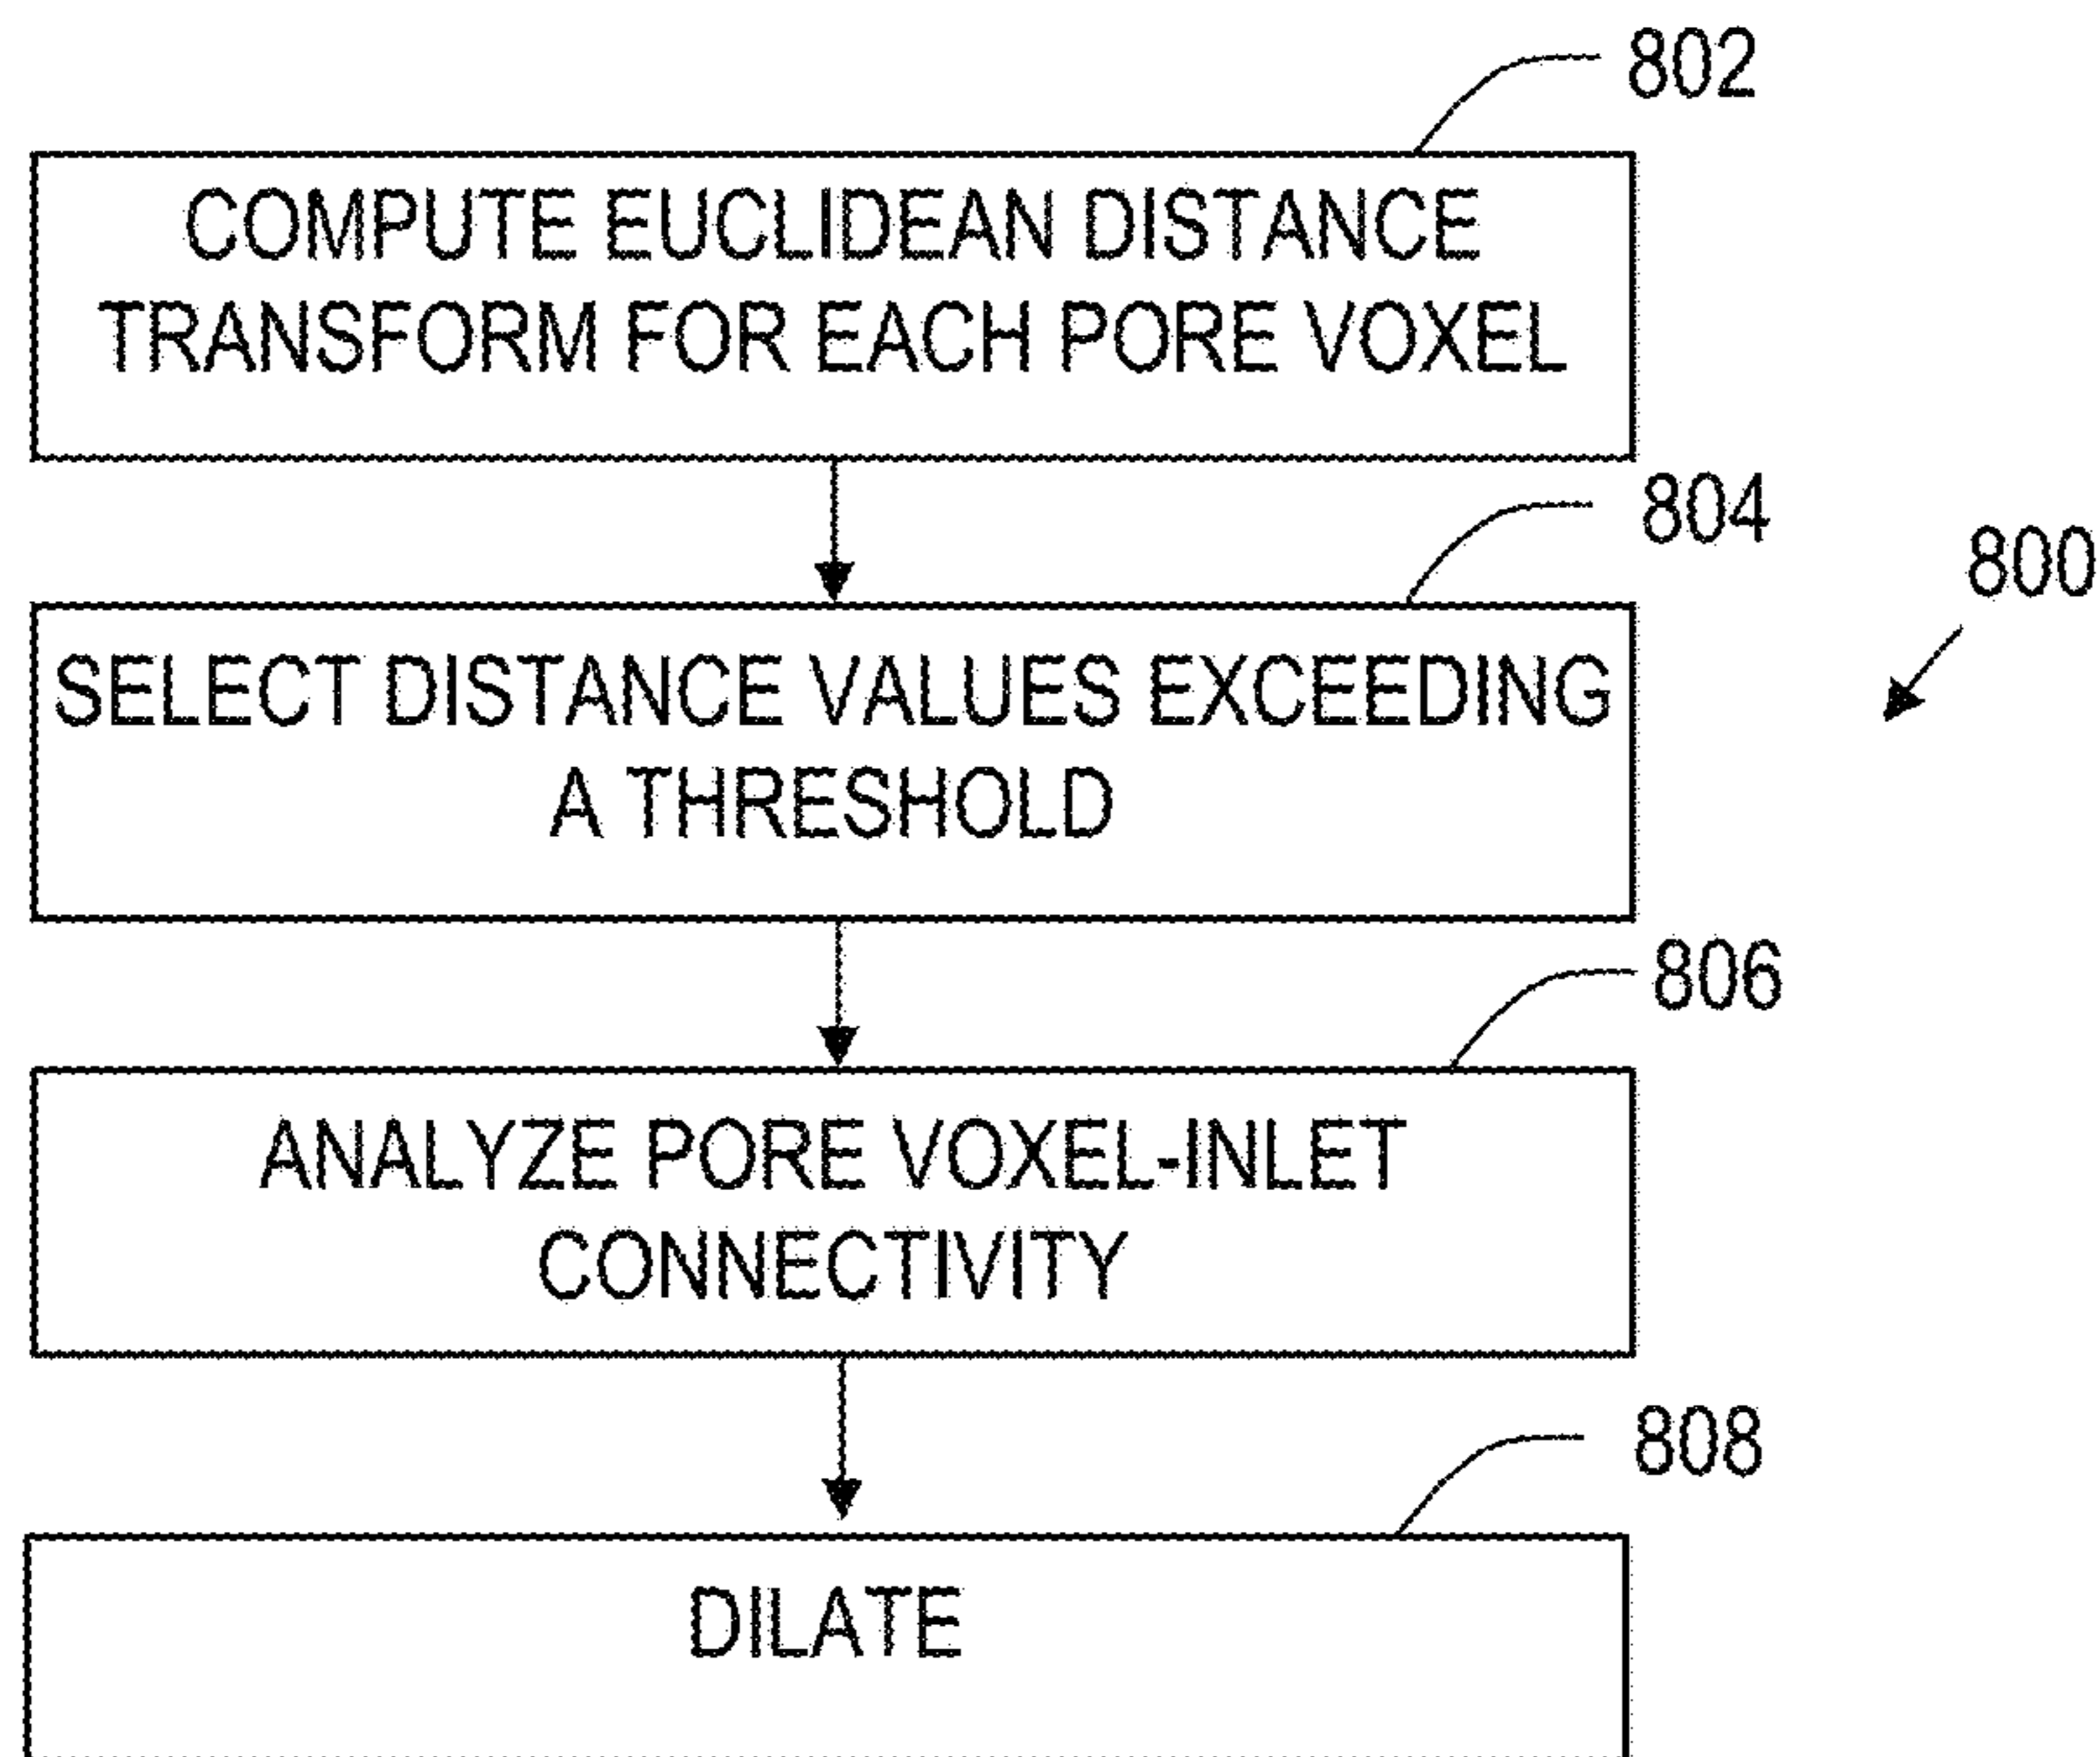 802
COMPUTE EUCLIDEAN DISTANCE
TRANSFORM FOR EACH PORE VOXEL
804
800
SELECT DISTANCE VALUES EXCEEDING
A THRESHOLD
806
ANALYZE PORE VOXEL-INLET
CONNECTIVITY
808
DILATE